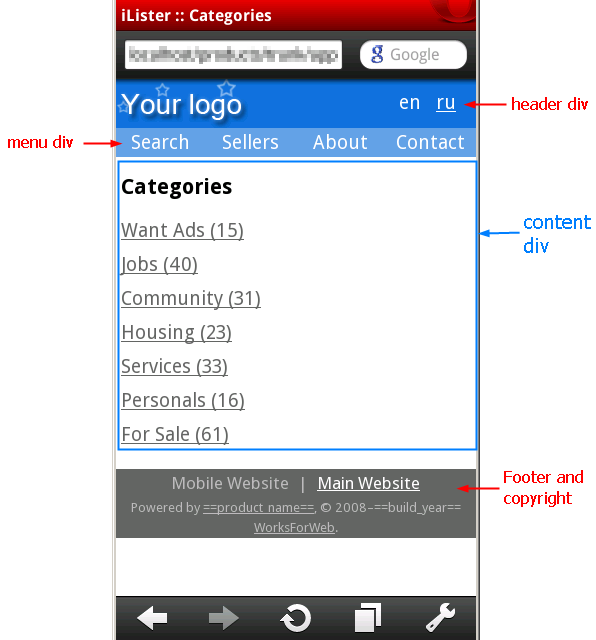 iLister :: Categories
Google
Your logo
en ru
header div
menu div
Search Sellers About Contact
Categories
content
div
Want Ads (15)
Jobs (40)
Community (31)
Housing (23)
Services (33)
Personals (16)
For Sale (61)
Mobile Website | Main Website
Footer and
copyright
Powered by ==product_name==, © 2008-==build_year==
WorksForWeb.